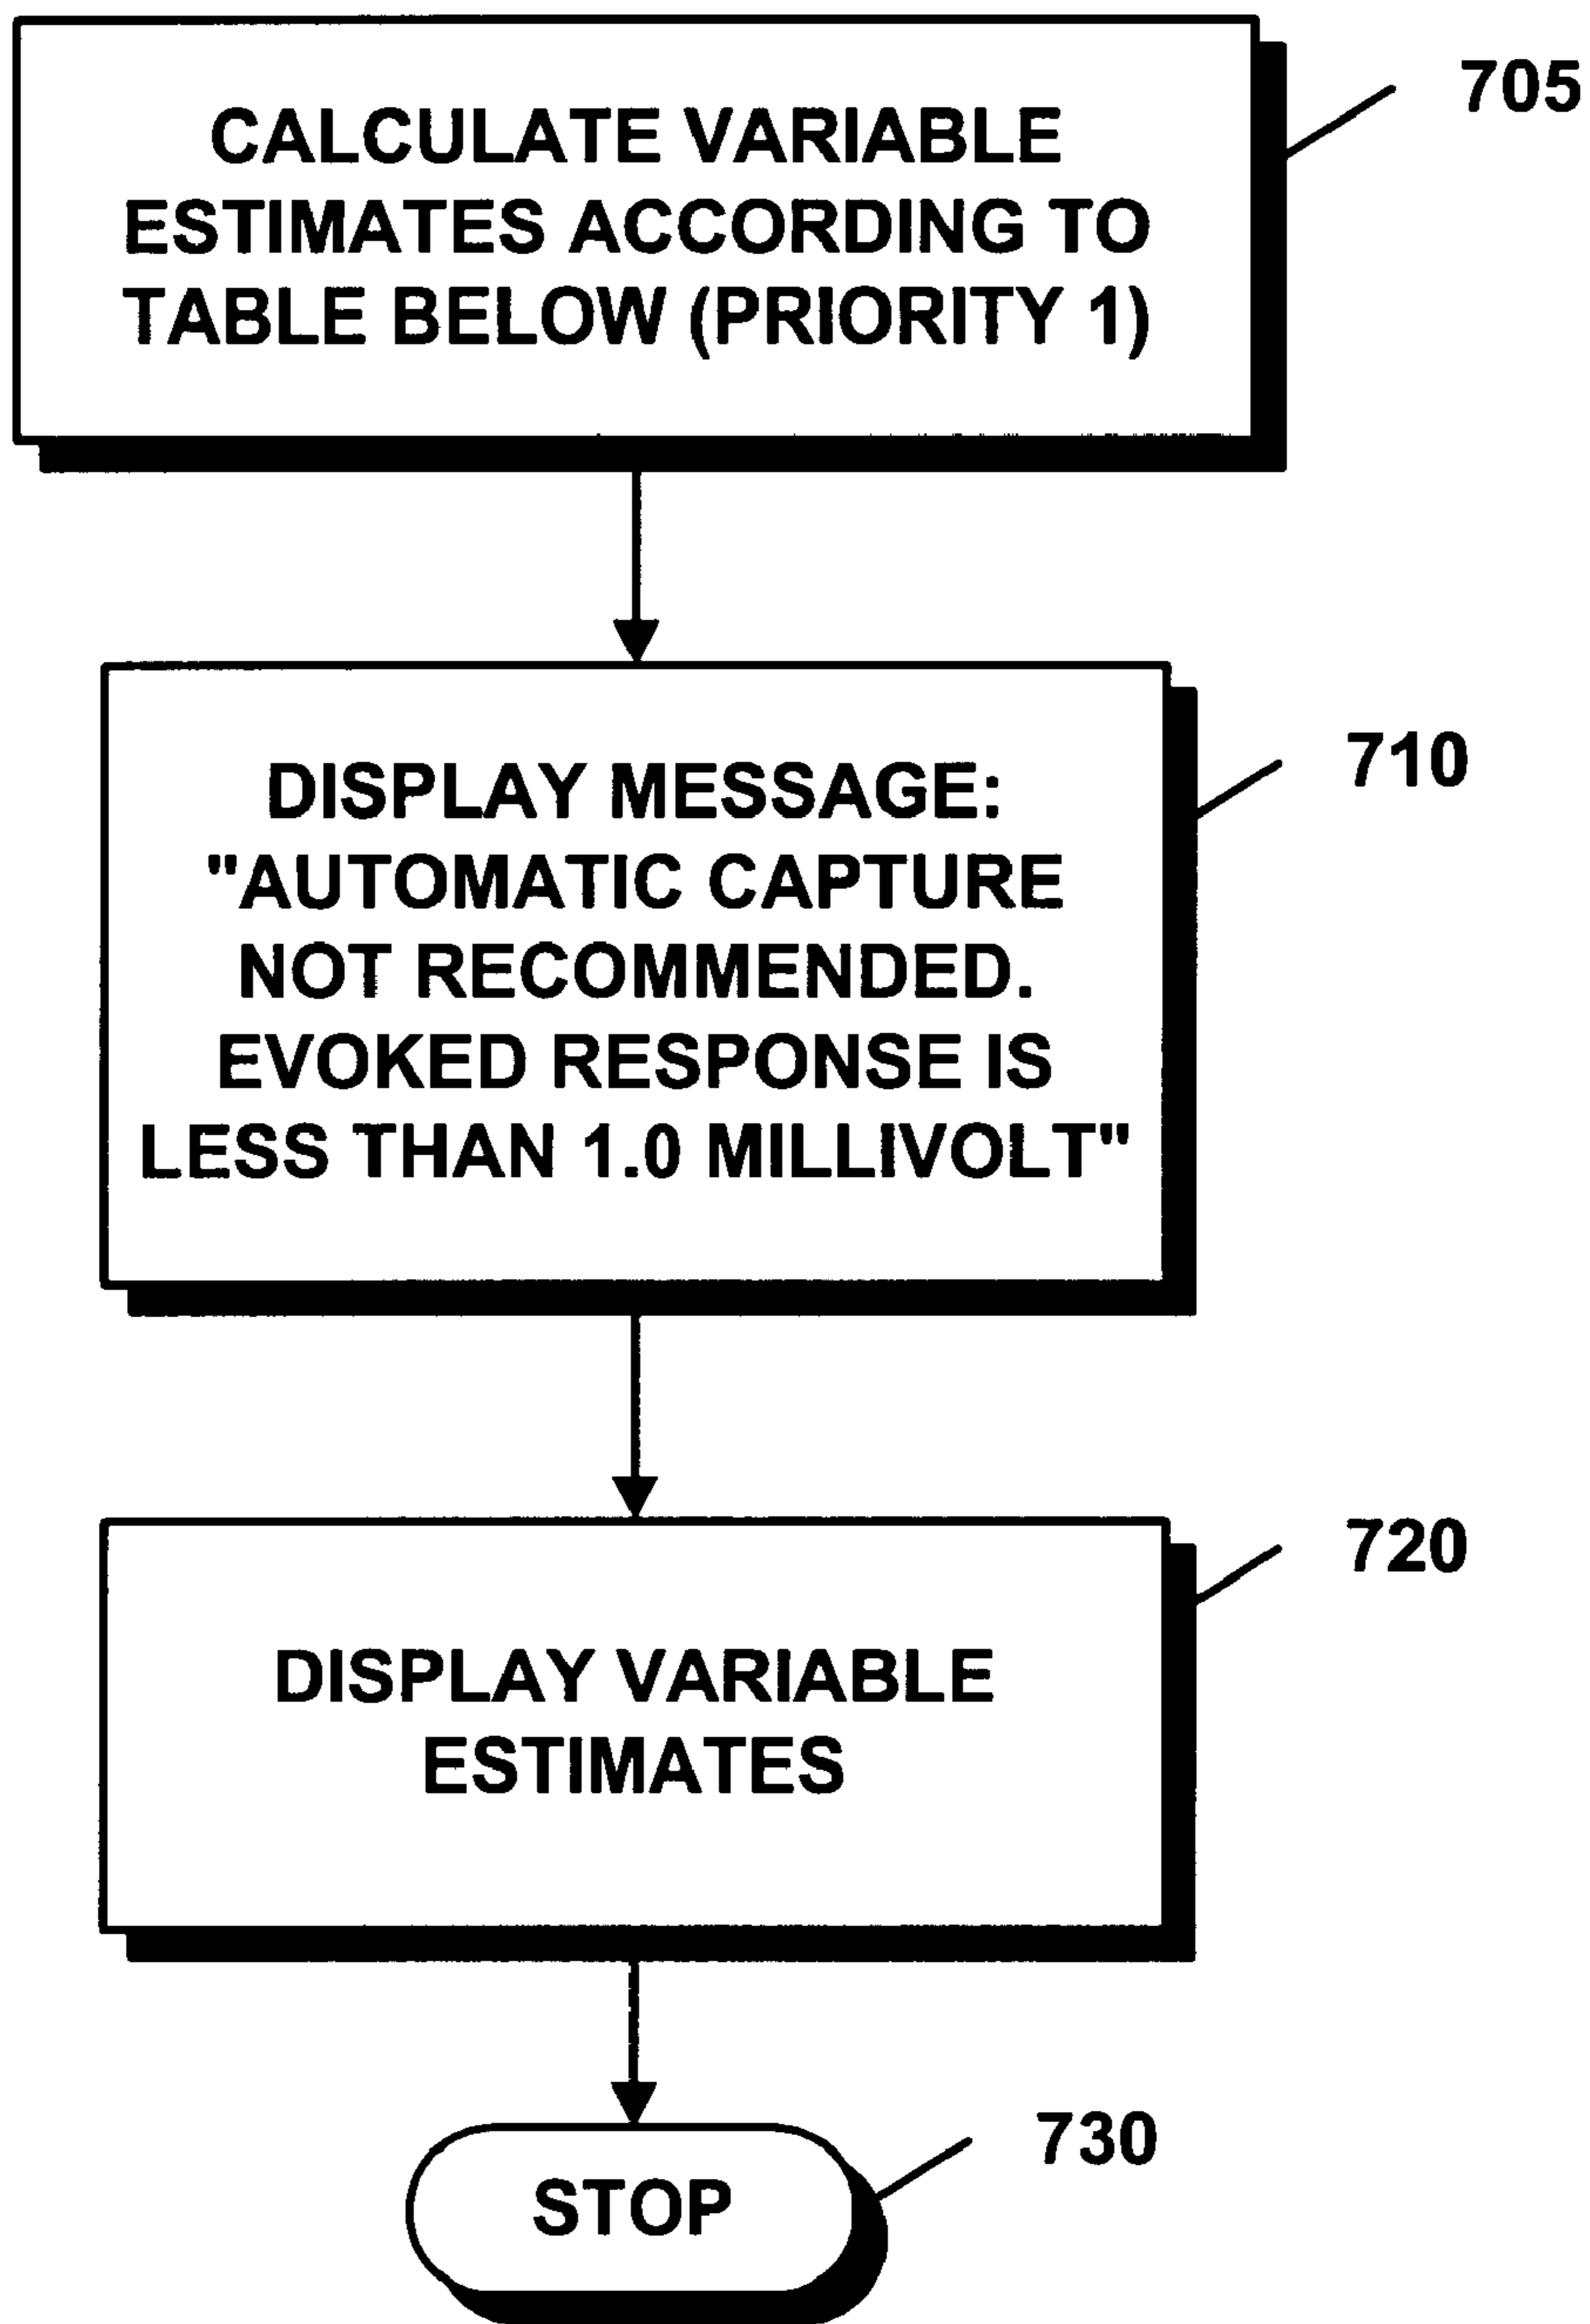 705
CALCULATE VARIABLE
ESTIMATES ACCORDING TO
TABLE BELOW (PRIORITY 1)
710
DISPLAY MESSAGE:
"AUTOMATIC CAPTURE
NOT RECOMMENDED.
EVOKED RESPONSE IS
LESS THAN 1.0 MILLIVOLT"
720
DISPLAY VARIABLE
ESTIMATES
730
STOP